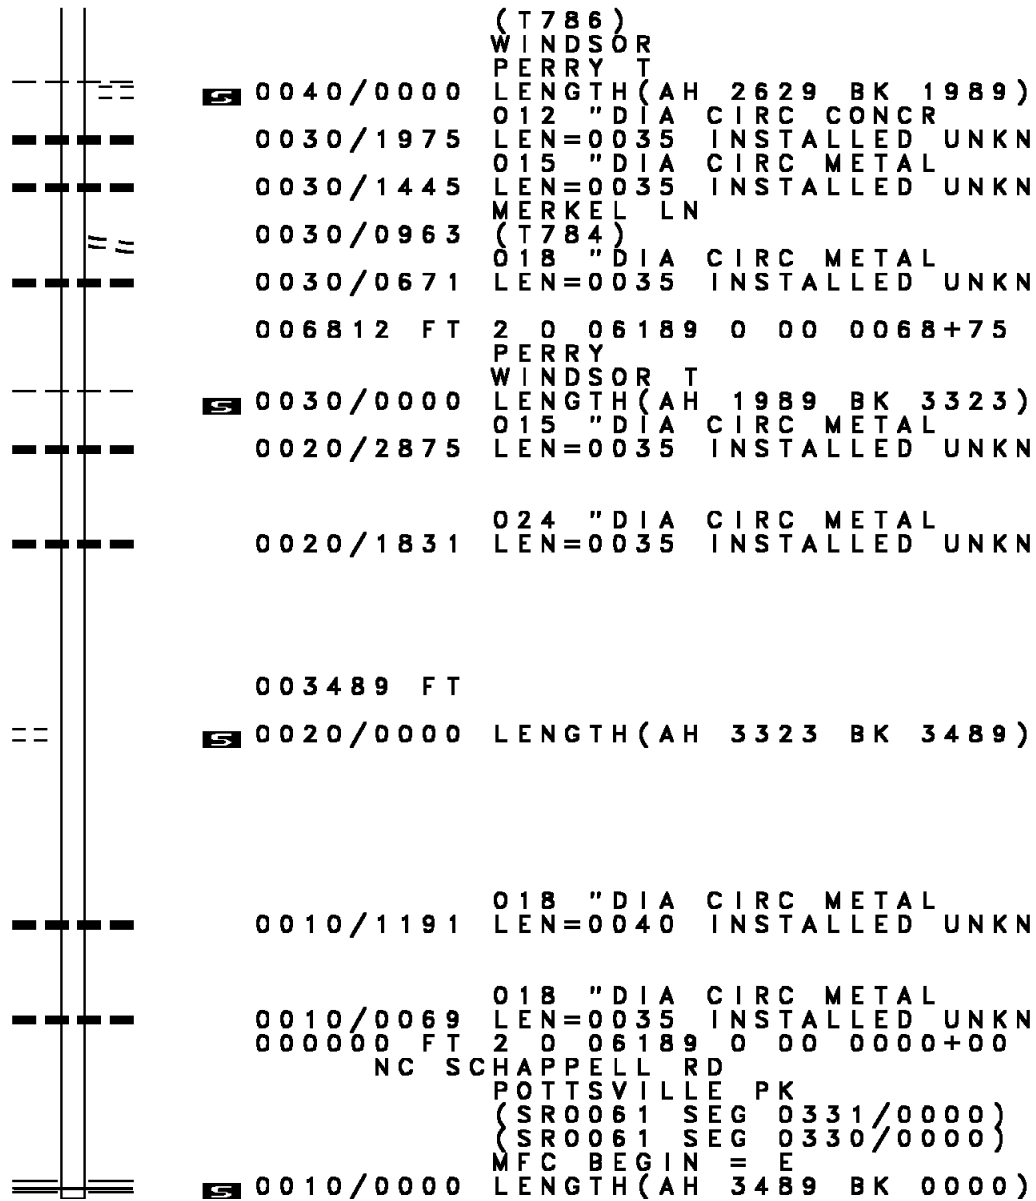 (T786)
WINDSOR
PERRY T
S 0040/0000 LENGTH(AH 2629 BK 1989)
012 "DIA CIRC CONCR
0030/1975 LEN=0035 INSTALLED UNKN
015 "DIA CIRC METAL
0030/1445 LEN=0035 INSTALLED UNKN
MERKEL LN
0030/0963 (T784)
018 "DIA CIRC METAL
0030/0671 LEN=0035 INSTALLED UNKN
006812 FT 2 0 06189 0 00 0068+75
PERRY
WINDSOR T
S 0030/0000 LENGTH(AH 1989 BK 3323)
015 "DIA CIRC METAL
0020/2875 LEN=0035 INSTALLED UNKN
024 "DIA CIRC METAL
0020/1831 LEN=0035 INSTALLED UNKN
003489 FT
S 0020/0000 LENGTH(AH 3323 BK 3489)
018 "DIA CIRC METAL
0010/1191 LEN=0040 INSTALLED UNKN
018 "DIA CIRC METAL
0010/0069 LEN=0035 INSTALLED UNKN
000000 FT 2 0 06189 0 00 0000+00
NC SCHAPPELL RD
POTTSVILLE PK
(SR0061 SEG 0331/0000)
(SR0061 SEG 0330/0000)
MFC BEGIN = E
S 0010/0000 LENGTH(AH 3489 BK 0000)